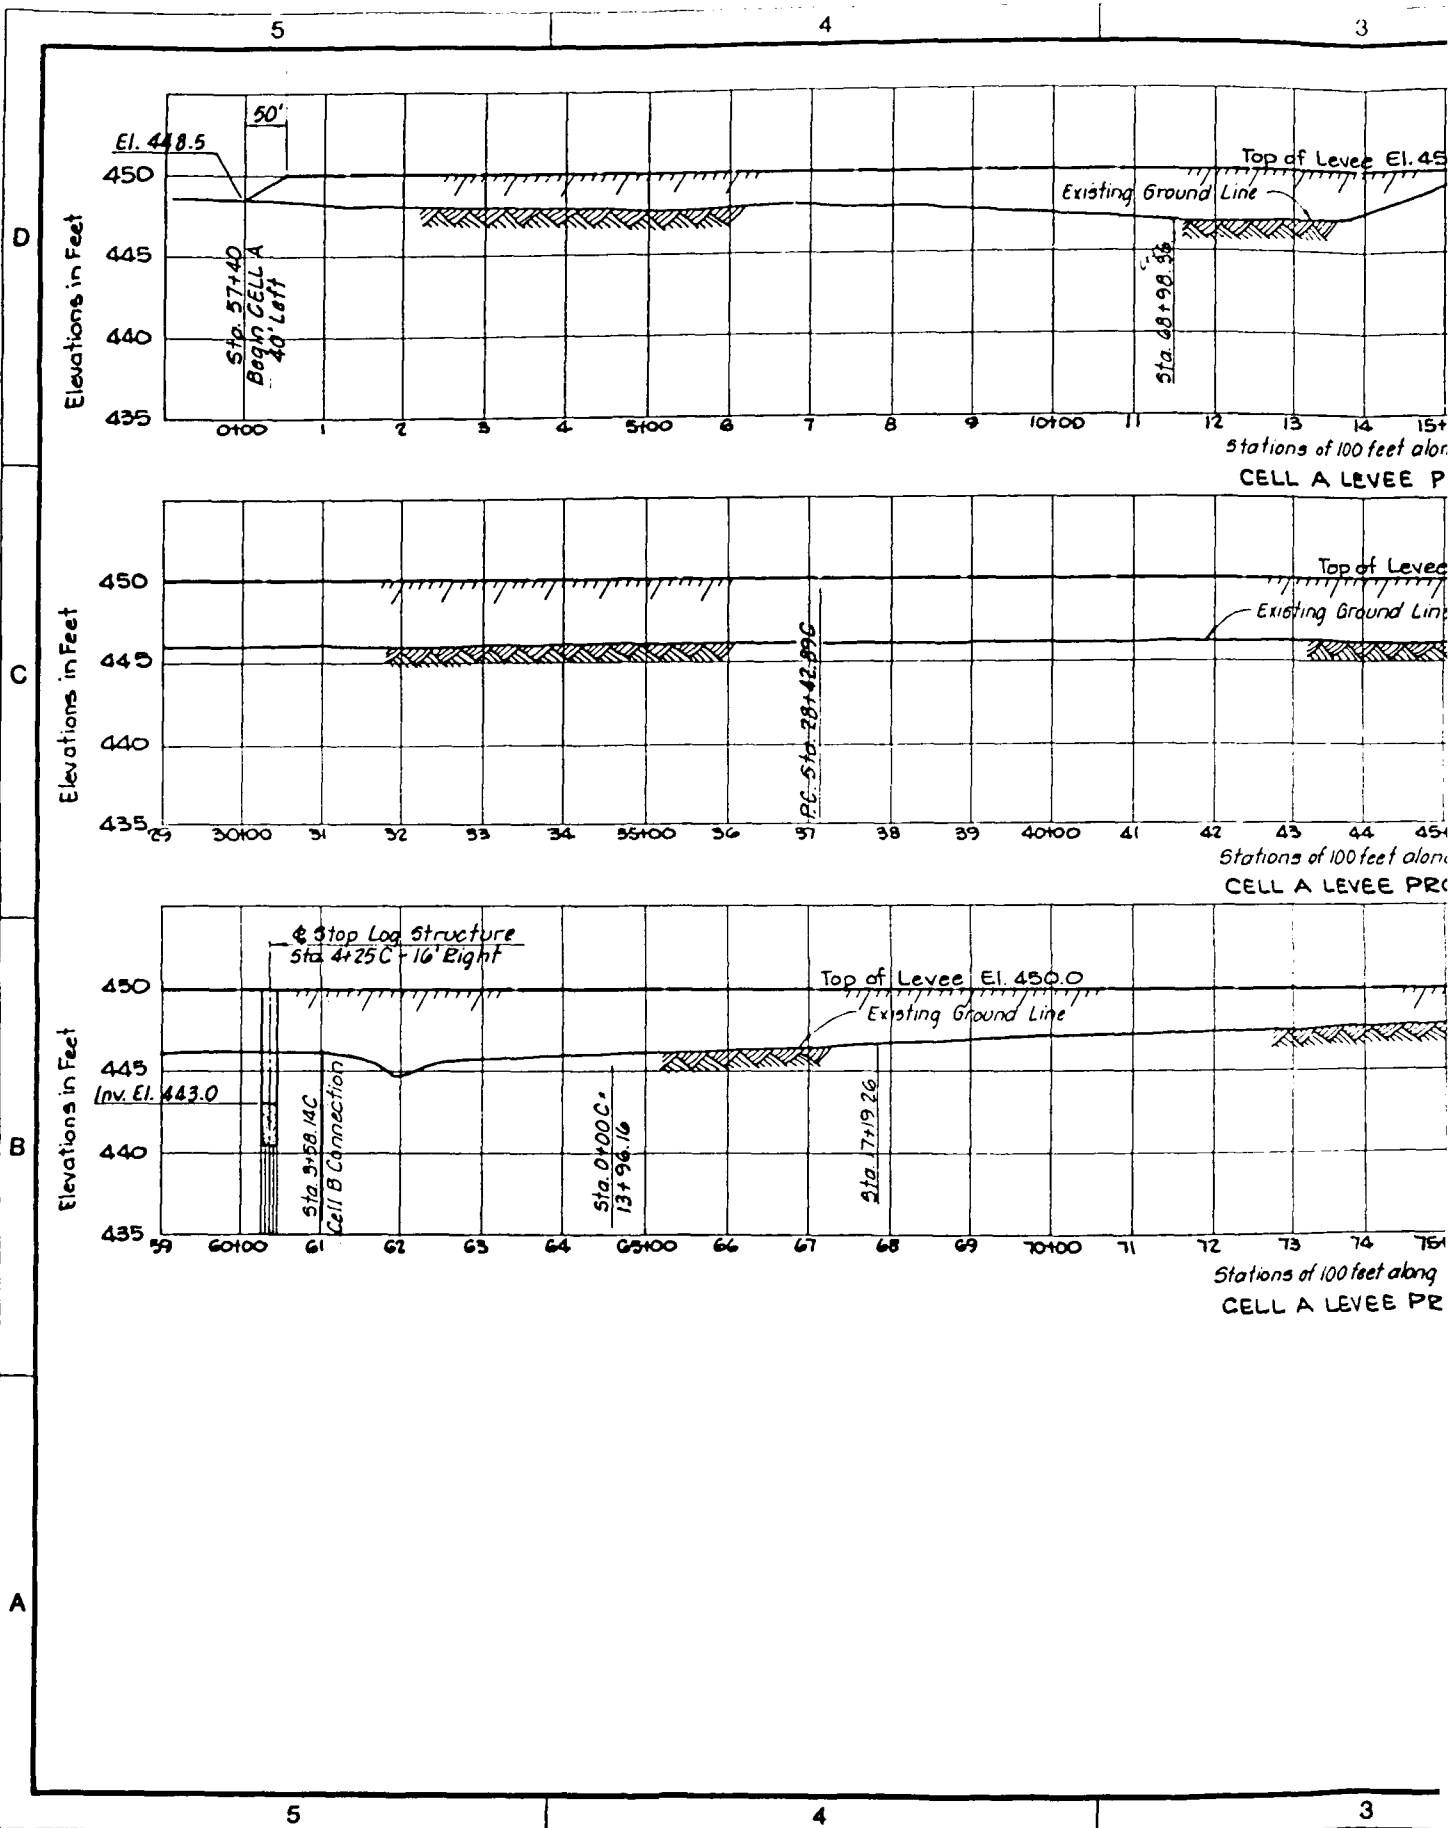 5 4 3
50'
El. 448.5
Top of Levee El. 45
Existing Ground Line
450
445
440
435
Elevations in Feet
Sta. 57+40
Begin CELL A
40' Left
Sta. 68+98.
0+00 1 2 3 4 5+00 6 7 8 9 10+00 11 12 13 14 15+
Stations of 100 feet alon
CELL A LEVEE P
D
450
445
440
435
Elevations in Feet
Top of Levee
Existing Ground Line
P.C. Sta. 28+42.89C
29 30+00 31 32 33 34 35+00 36 37 38 39 40+00 41 42 43 44 45+
Stations of 100 feet along
CELL A LEVEE PRO
C
℄ Stop Log Structure
Sta 4+25C - 16' Right
Top of Levee El. 450.0
Existing Ground Line
450
445
Inv. El. 443.0
440
435
Elevations in Feet
Sta. 3+58.14C
Cell B Connection
Sta. 0+00C=
13+96.16
Sta. 17+19.26
59 60+00 61 62 63 64 65+00 66 67 68 69 70+00 71 72 73 74 75+
Stations of 100 feet along
CELL A LEVEE PR
B
A
5 4 3